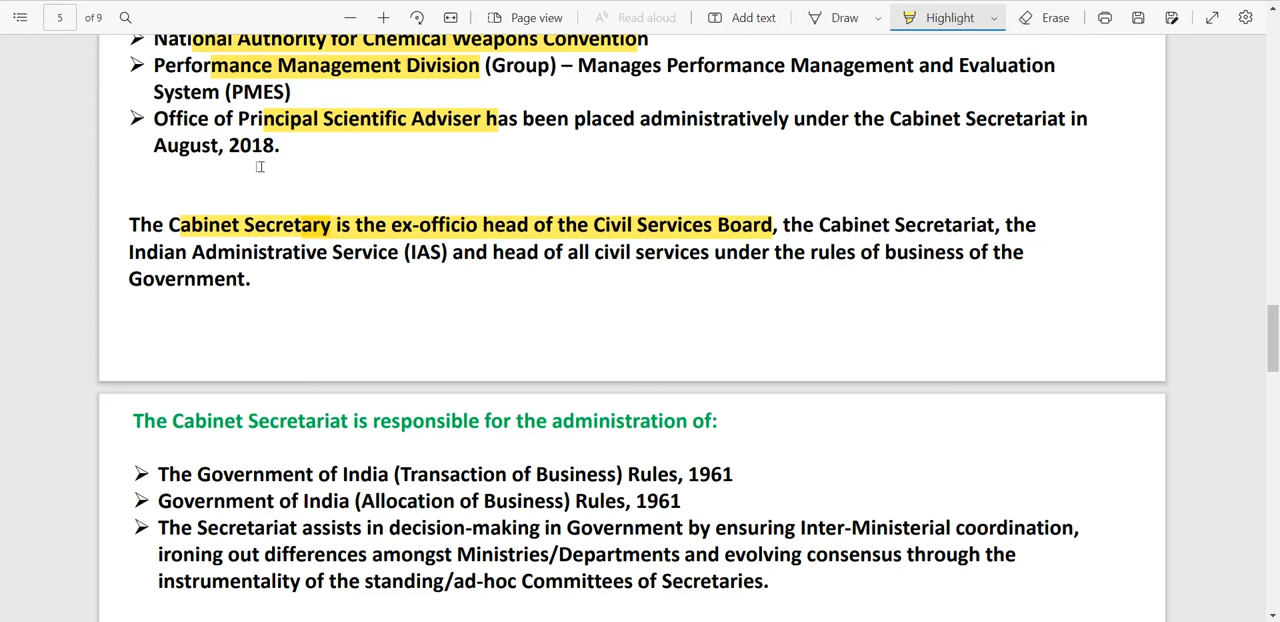 5 of 9 Page view Read aloud Add text Draw Highlight Erase
➢ National Authority for Chemical Weapons Convention
➢ Performance Management Division (Group) – Manages Performance Management and Evaluation
System (PMES)
➢ Office of Principal Scientific Adviser has been placed administratively under the Cabinet Secretariat in
August, 2018.
The Cabinet Secretary is the ex-officio head of the Civil Services Board, the Cabinet Secretariat, the
Indian Administrative Service (IAS) and head of all civil services under the rules of business of the
Government.
The Cabinet Secretariat is responsible for the administration of:
➢ The Government of India (Transaction of Business) Rules, 1961
➢ Government of India (Allocation of Business) Rules, 1961
➢ The Secretariat assists in decision-making in Government by ensuring Inter-Ministerial coordination,
ironing out differences amongst Ministries/Departments and evolving consensus through the
instrumentality of the standing/ad-hoc Committees of Secretaries.